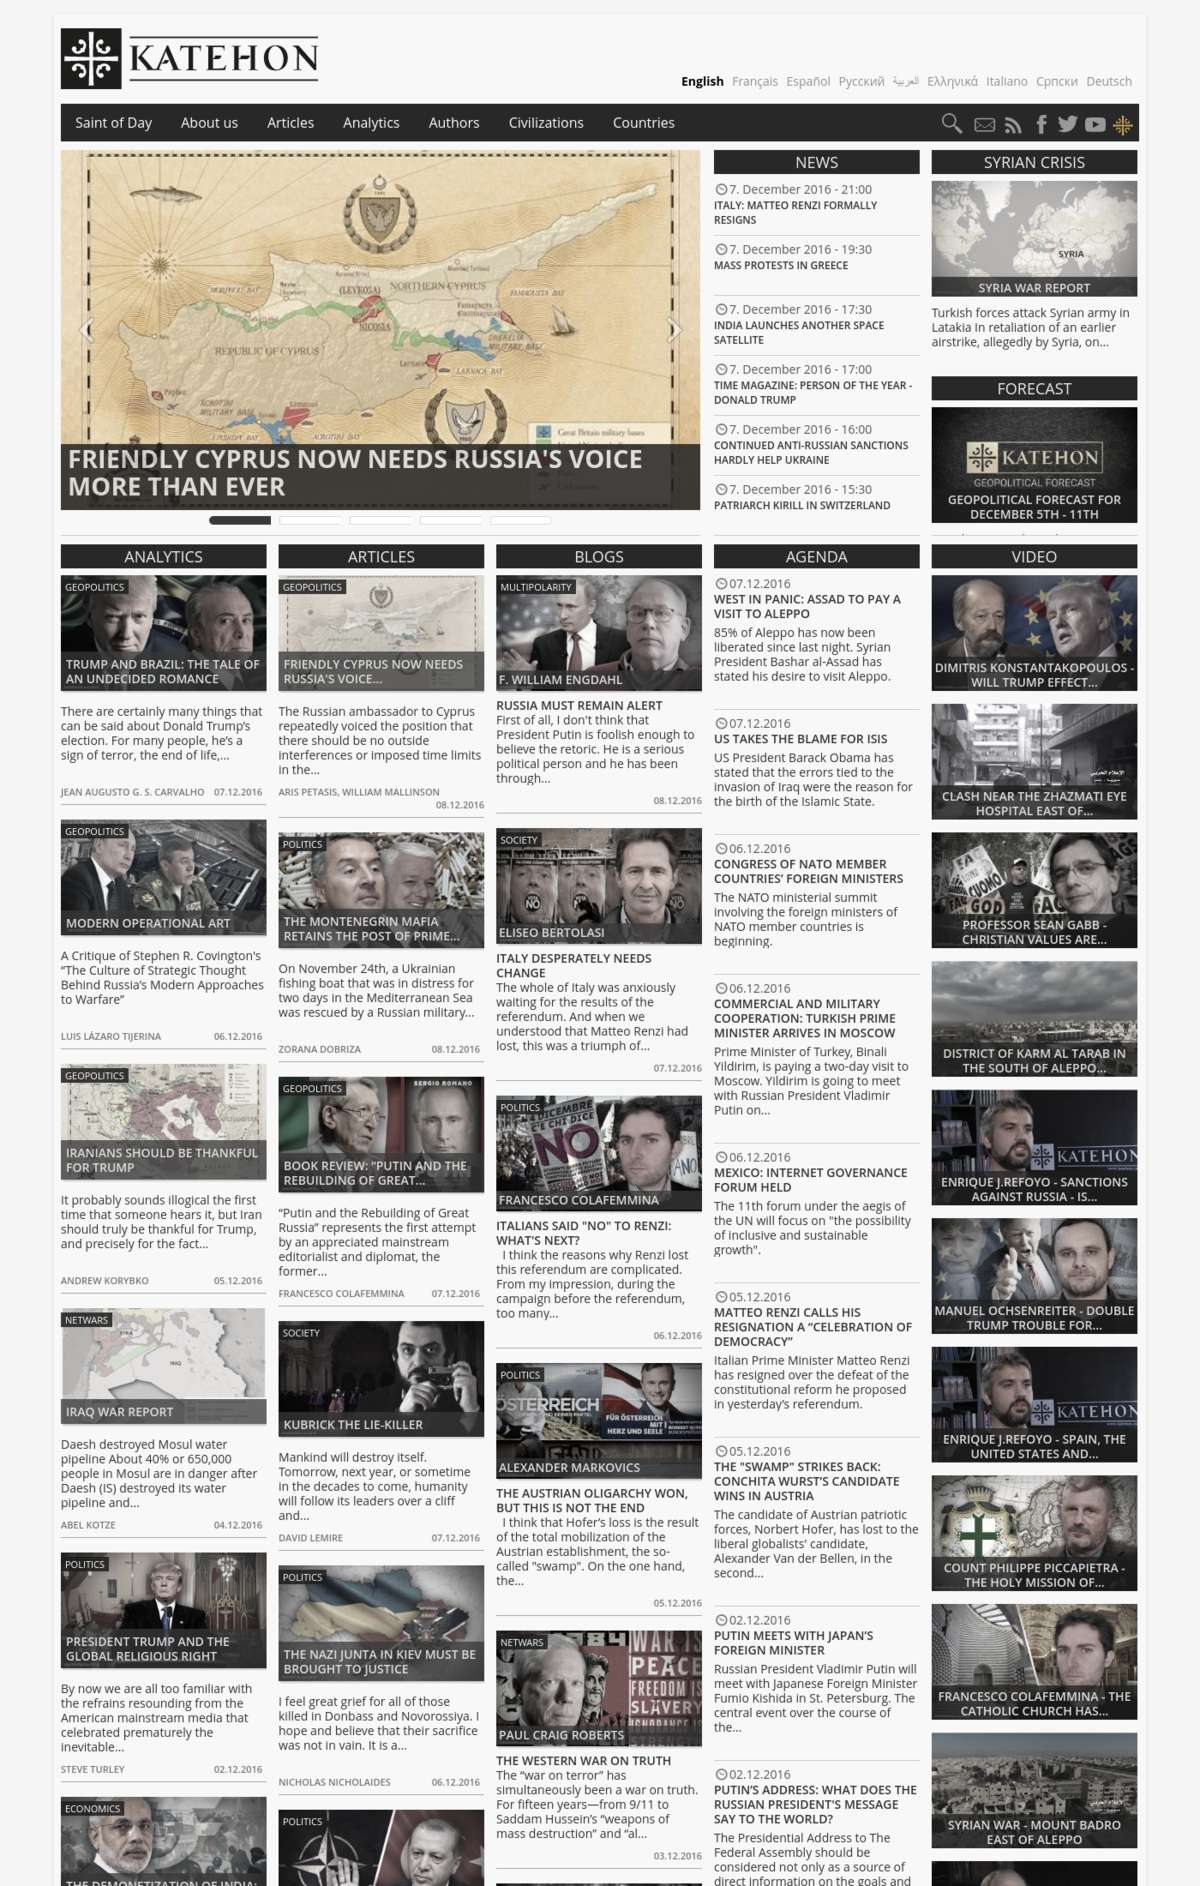 KATEHON
English Français Español Русский العربية Ελληνικά Italiano Српски Deutsch
Saint of Day About us Articles Analytics Authors Civilizations Countries
NORTHERN CYPRUS
(LEVKOSA)
NICOSIA
REPUBLIC OF CYPRUS
FAMAGUSTA BAY
LARNACA BAY
MILITARY BASE
Great Britain military bases
FRIENDLY CYPRUS NOW NEEDS RUSSIA'S VOICE
MORE THAN EVER
NEWS
7. December 2016 - 21:00
ITALY: MATTEO RENZI FORMALLY
RESIGNS
7. December 2016 - 19:30
MASS PROTESTS IN GREECE
7. December 2016 - 17:30
INDIA LAUNCHES ANOTHER SPACE
SATELLITE
7. December 2016 - 17:00
TIME MAGAZINE: PERSON OF THE YEAR -
DONALD TRUMP
7. December 2016 - 16:00
CONTINUED ANTI-RUSSIAN SANCTIONS
HARDLY HELP UKRAINE
7. December 2016 - 15:30
PATRIARCH KIRILL IN SWITZERLAND
SYRIAN CRISIS
SYRIA
SYRIA WAR REPORT
Turkish forces attack Syrian army in
Latakia in retaliation of an earlier
airstrike, allegedly by Syria, on...
FORECAST
KATEHON
GEOPOLITICAL FORECAST
GEOPOLITICAL FORECAST FOR
DECEMBER 5TH - 11TH
ANALYTICS
GEOPOLITICS
TRUMP AND BRAZIL: THE TALE OF
AN UNDECIDED ROMANCE
There are certainly many things that
can be said about Donald Trump's
election. For many people, he's a
sign of terror, the end of life,...
JEAN AUGUSTO G. S. CARVALHO 07.12.2016
GEOPOLITICS
MODERN OPERATIONAL ART
A Critique of Stephen R. Covington's
“The Culture of Strategic Thought
Behind Russia’s Modern Approaches
to Warfare”
LUIS LÁZARO TIJERINA 06.12.2016
GEOPOLITICS
IRANIANS SHOULD BE THANKFUL
FOR TRUMP
It probably sounds illogical the first
time that someone hears it, but Iran
should truly be thankful for Trump,
and precisely for the fact...
ANDREW KORYBKO 05.12.2016
NETWARS
IRAQ
IRAQ WAR REPORT
Daesh destroyed Mosul water
pipeline About 40% or 650,000
people in Mosul are in danger after
Daesh (IS) destroyed its water
pipeline and...
ABEL KOTZE 04.12.2016
POLITICS
PRESIDENT TRUMP AND THE
GLOBAL RELIGIOUS RIGHT
By now we are all too familiar with
the refrains resounding from the
American mainstream media that
celebrated prematurely the
inevitable...
STEVE TURLEY 02.12.2016
ECONOMICS
THE DEMONETIZATION OF INDIA:
ARTICLES
GEOPOLITICS
FRIENDLY CYPRUS NOW NEEDS
RUSSIA'S VOICE...
The Russian ambassador to Cyprus
repeatedly voiced the position that
there should be no outside
interferences or imposed time limits
in the...
ARIS PETASIS, WILLIAM MALLINSON
08.12.2016
POLITICS
THE MONTENEGRIN MAFIA
RETAINS THE POST OF PRIME...
On November 24th, a Ukrainian
fishing boat that was in distress for
two days in the Mediterranean Sea
was rescued by a Russian military...
ZORANA DOBRIZA 08.12.2016
GEOPOLITICS
SERGIO ROMANO
BOOK REVIEW: "PUTIN AND THE
REBUILDING OF GREAT...
“Putin and the Rebuilding of Great
Russia” represents the first attempt
by an appreciated mainstream
editorialist and diplomat, the
former...
FRANCESCO COLAFEMMINA 07.12.2016
SOCIETY
KUBRICK THE LIE-KILLER
Mankind will destroy itself.
Tomorrow, next year, or sometime
in the decades to come, humanity
will follow its leaders over a cliff
and...
DAVID LEMIRE 07.12.2016
POLITICS
THE NAZI JUNTA IN KIEV MUST BE
BROUGHT TO JUSTICE
I feel great grief for all of those
killed in Donbass and Novorossiya. I
hope and believe that their sacrifice
was not in vain. It is a...
NICHOLAS NICHOLAIDES 06.12.2016
POLITICS
BLOGS
MULTIPOLARITY
F. WILLIAM ENGDAHL
RUSSIA MUST REMAIN ALERT
First of all, I don't think that
President Putin is foolish enough to
believe the retoric. He is a serious
political person and he has been
through...
08.12.2016
SOCIETY
NO NO
ELISEO BERTOLASI
ITALY DESPERATELY NEEDS
CHANGE
The whole of Italy was anxiously
waiting for the results of the
referendum. And when we
understood that Matteo Renzi had
lost, this was a triumph of...
07.12.2016
POLITICS
DICEMBRE
C'È CHI DICE
NO
FRANCESCO COLAFEMMINA
ITALIANS SAID "NO" TO RENZI:
WHAT'S NEXT?
I think the reasons why Renzi lost
this referendum are complicated.
From my impression, during the
campaign before the referendum,
too many...
06.12.2016
POLITICS
ÖSTERREICH
FÜR ÖSTERREICH
MIT
HERZ UND SEELE
ALEXANDER MARKOVICS
THE AUSTRIAN OLIGARCHY WON,
BUT THIS IS NOT THE END
I think that Hofer’s loss is the result
of the total mobilization of the
Austrian establishment, the so-
called "swamp". On the one hand,
the...
05.12.2016
NETWARS
1984
WAR IS
PEACE
FREEDOM IS
SLAVERY
IGNORANCE IS
STRENGTH
PAUL CRAIG ROBERTS
THE WESTERN WAR ON TRUTH
The “war on terror” has
simultaneously been a war on truth.
For fifteen years—from 9/11 to
Saddam Hussein’s “weapons of
mass destruction” and “al...
03.12.2016
AGENDA
07.12.2016
WEST IN PANIC: ASSAD TO PAY A
VISIT TO ALEPPO
85% of Aleppo has now been
liberated since last night. Syrian
President Bashar al-Assad has
stated his desire to visit Aleppo.
07.12.2016
US TAKES THE BLAME FOR ISIS
US President Barack Obama has
stated that the errors tied to the
invasion of Iraq were the reason for
the birth of the Islamic State.
06.12.2016
CONGRESS OF NATO MEMBER
COUNTRIES’ FOREIGN MINISTERS
The NATO ministerial summit
involving the foreign ministers of
NATO member countries is
beginning.
06.12.2016
COMMERCIAL AND MILITARY
COOPERATION: TURKISH PRIME
MINISTER ARRIVES IN MOSCOW
Prime Minister of Turkey, Binali
Yildirim, is paying a two-day visit to
Moscow. Yildirim is going to meet
with Russian President Vladimir
Putin on...
06.12.2016
MEXICO: INTERNET GOVERNANCE
FORUM HELD
The 11th forum under the aegis of
the UN will focus on "the possibility
of inclusive and sustainable
growth".
05.12.2016
MATTEO RENZI CALLS HIS
RESIGNATION A “CELEBRATION OF
DEMOCRACY”
Italian Prime Minister Matteo Renzi
has resigned over the defeat of the
constitutional reform he proposed
in yesterday’s referendum.
05.12.2016
THE "SWAMP" STRIKES BACK:
CONCHITA WURST’S CANDIDATE
WINS IN AUSTRIA
The candidate of Austrian patriotic
forces, Norbert Hofer, has lost to the
liberal globalists’ candidate,
Alexander Van der Bellen, in the
second...
02.12.2016
PUTIN MEETS WITH JAPAN’S
FOREIGN MINISTER
Russian President Vladimir Putin will
meet with Japanese Foreign Minister
Fumio Kishida in St. Petersburg. The
central event over the course of
the...
02.12.2016
PUTIN’S ADDRESS: WHAT DOES THE
RUSSIAN PRESIDENT’S MESSAGE
SAY TO THE WORLD?
The Presidential Address to The
Federal Assembly should be
considered not only as a source of
direct information on the goals and
VIDEO
DIMITRIS KONSTANTAKOPOULOS -
WILL TRUMP EFFECT...
CLASH NEAR THE ZHAZMATI EYE
HOSPITAL EAST OF...
CUOMO
GOD
PROFESSOR SEAN GABB -
CHRISTIAN VALUES ARE...
DISTRICT OF KARM AL TARAB IN
THE SOUTH OF ALEPPO...
KATEHON
ENRIQUE J.REFOYO - SANCTIONS
AGAINST RUSSIA - IS...
MANUEL OCHSENREITER - DOUBLE
TRUMP TROUBLE FOR...
KATEHON
ENRIQUE J.REFOYO - SPAIN, THE
UNITED STATES AND...
COUNT PHILIPPE PICCAPIETRA -
THE HOLY MISSION OF...
FRANCESCO COLAFEMMINA - THE
CATHOLIC CHURCH HAS...
SYRIAN WAR - MOUNT BADRO
EAST OF ALEPPO